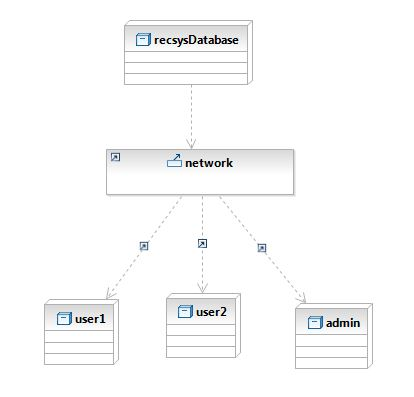 recsysDatabase
network
user1
user2
admin